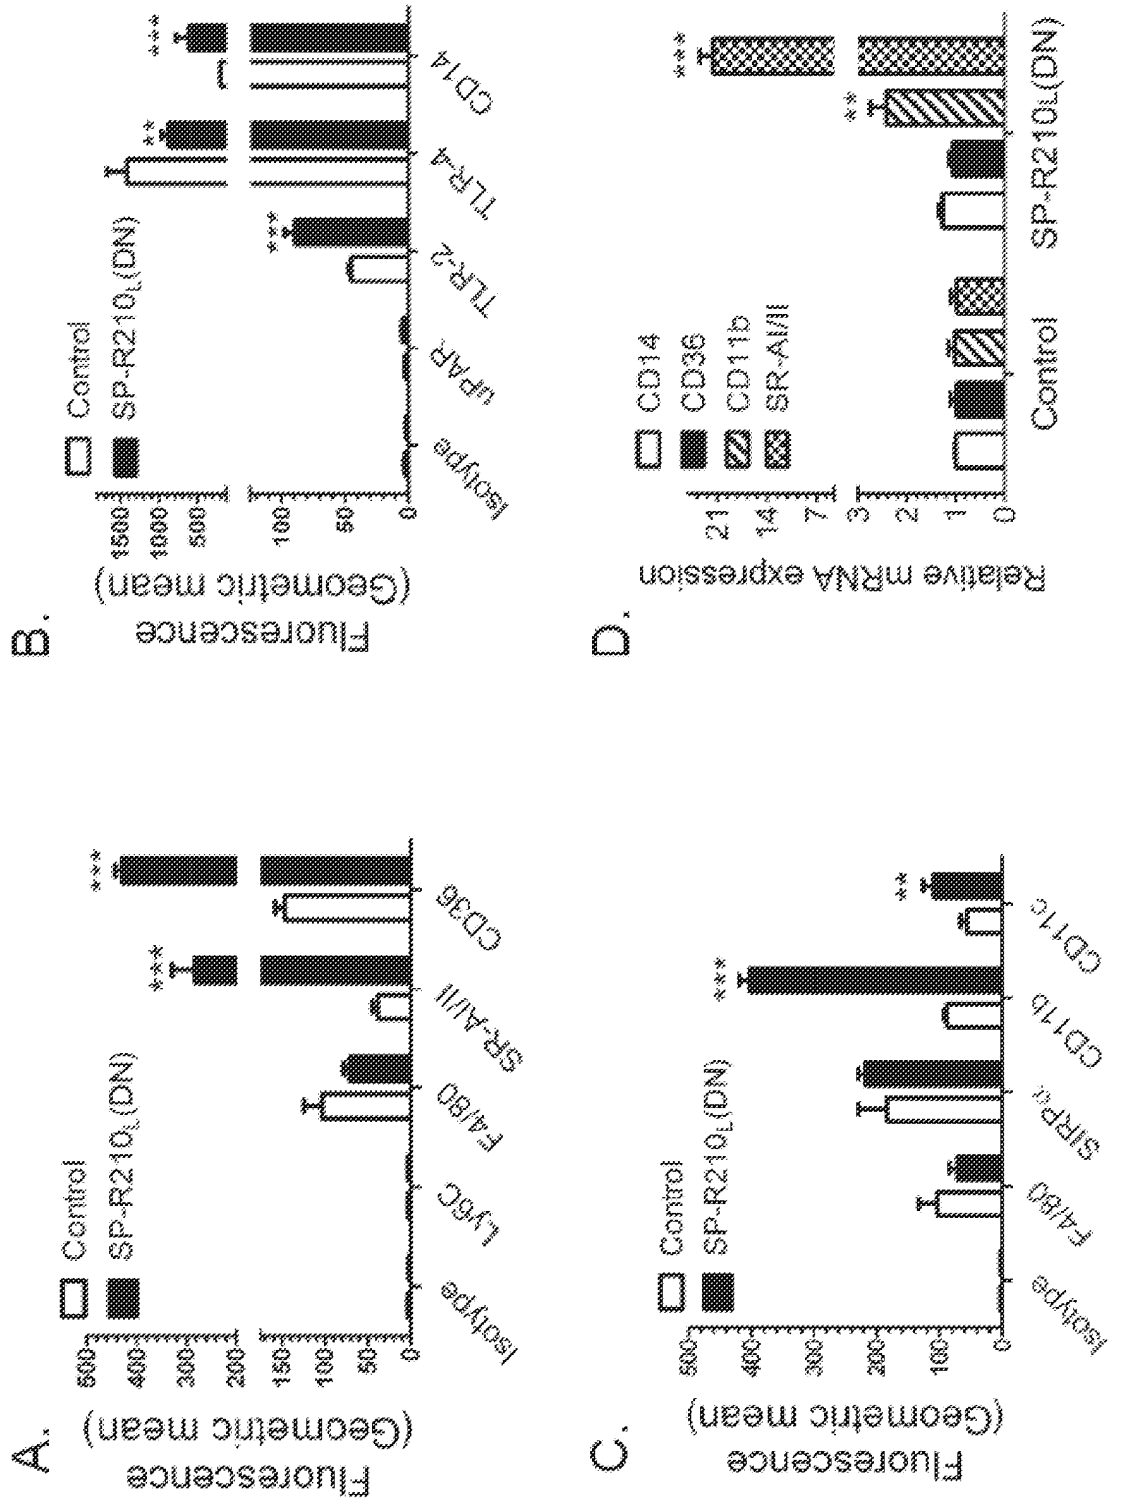 A.
Fluorescence
(Geometric mean)
500
400
300
200
100
50
0
Control
SP-R210L(DN)
***
***
Isotype
Ly6C
F4/80
SR-AI/II
CD36
B.
Fluorescence
(Geometric mean)
1500
1000
500
100
50
0
Control
SP-R210L(DN)
***
**
***
Isotype
uPAR
TLR-2
TLR-4
CD14
C.
Fluorescence
(Geometric mean)
500
400
300
200
100
0
Control
SP-R210L(DN)
***
**
Isotype
F4/80
SIRPα
CD11b
CD11c
D.
Relative mRNA expression
21
14
7
3
2
1
0
CD14
CD36
CD11b
SR-AI/II
**
***
Control
SP-R210L(DN)